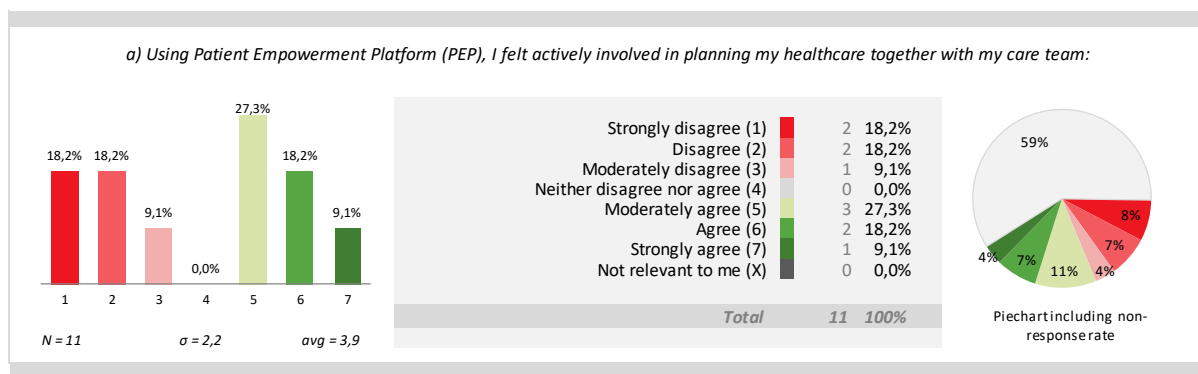 a) Using Patient Empowerment Platform (PEP), I felt actively involved in planning my healthcare together with my care team:
18,2%
18,2%
9,1%
0,0%
27,3%
18,2%
9,1%
1 2 3 4 5 6 7
N = 11 σ = 2,2 avg = 3,9
Strongly disagree (1) 2 18,2%
Disagree (2) 2 18,2%
Moderately disagree (3) 1 9,1%
Neither disagree nor agree (4) 0 0,0%
Moderately agree (5) 3 27,3%
Agree (6) 2 18,2%
Strongly agree (7) 1 9,1%
Not relevant to me (X) 0 0,0%
Total 11 100%
59%
8%
7%
4%
11%
7%
4%
Piechart including non-
response rate